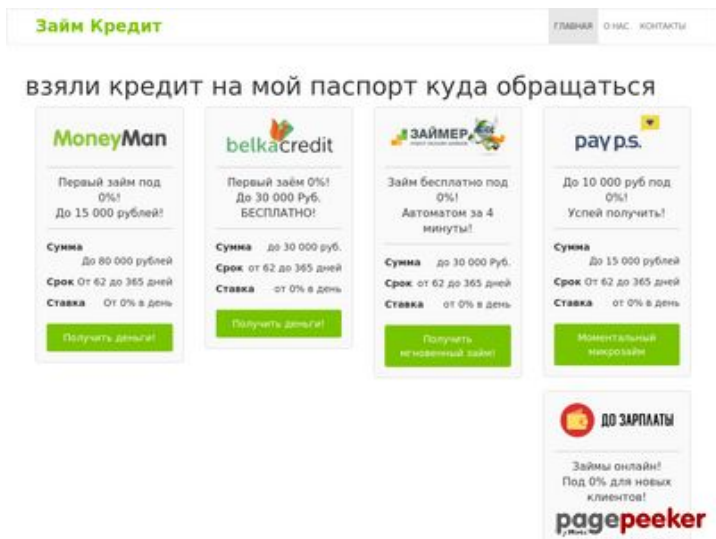 Займ Кредит
ГЛАВНАЯ О НАС. КОНТАКТЫ
взяли кредит на мой паспорт куда обращаться
MoneyMan
Первый займ под
0%!
До 15 000 рублей!
Сумма
До 80 000 рублей
Срок От 62 до 365 дней
Ставка От 0% в день
Получить деньги!
belkacredit
Первый заём 0%!
До 30 000 Руб.
БЕСПЛАТНО!
Сумма до 30 000 руб.
Срок от 62 до 365 дней
Ставка от 0% в день
Получить деньги!
ЗАЙМЕР
Займ бесплатно под
0%!
Автоматом за 4
минуты!
Сумма до 30 000 Руб.
Срок от 62 до 365 дней
Ставка от 0% в день
Получить
мгновенный займ!
pay p.s.
До 10 000 руб под
0%!
Успей получить!
Сумма
До 15 000 рублей
Срок От 62 до 365 дней
Ставка от 0% в день
Моментальный
микрозайм
ДО ЗАРПЛАТЫ
Займы онлайн!
Под 0% для новых
клиентов!
pagepeeker